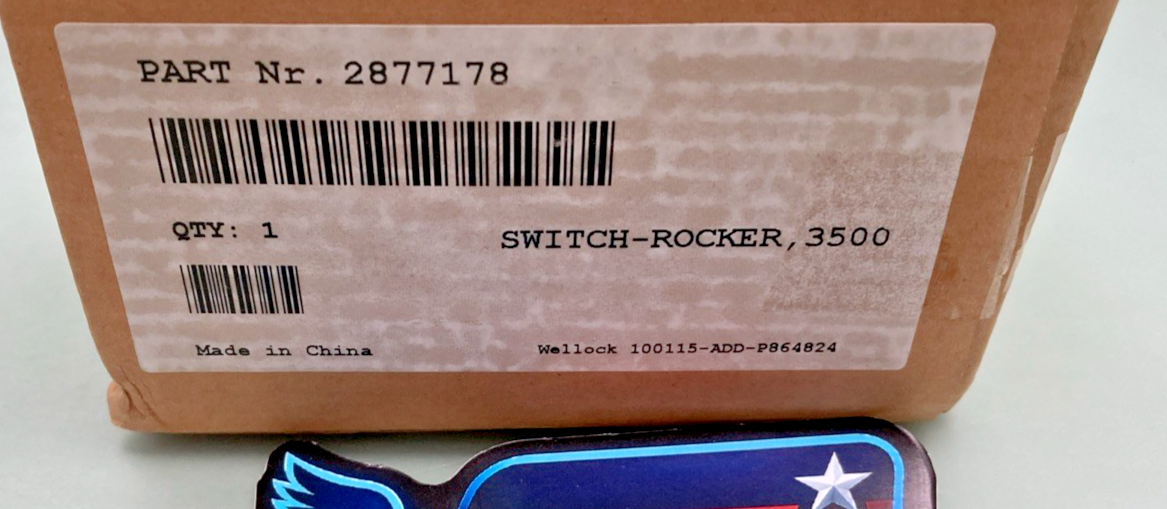 PART Nr. 2877178
QTY: 1
SWITCH-ROCKER,3500
Made in China
Wellock 100115-ADD-P864824